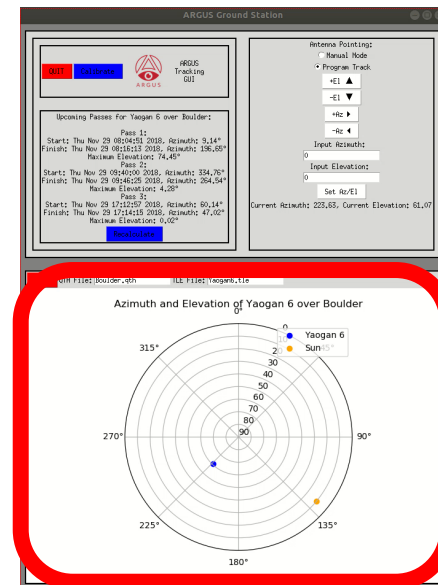 ARGUS Ground Station
QUIT
Calibrate
ARGUS
ARGUS
Tracking
GUI
Upcoming Passes for Yaogan 6 over Boulder:
Pass 1:
Start: Thu Nov 29 08:04:51 2018, Azimuth: 9.14°
Finish: Thu Nov 29 08:16:13 2018, Azimuth: 196.65°
Maximum Elevation: 74.45°
Pass 2:
Start: Thu Nov 29 09:40:00 2018, Azimuth: 334.76°
Finish: Thu Nov 29 09:46:25 2018, Azimuth: 264.54°
Maximum Elevation: 4.28°
Pass 3:
Start: Thu Nov 29 17:12:57 2018, Azimuth: 60.14°
Finish: Thu Nov 29 17:14:15 2018, Azimuth: 47.02°
Maximum Elevation: 0.02°
Recalculate
Antenna Pointing:
Manual Mode
Program Track
+El ▲
-El ▼
+Az ▶
-Az ◀
Input Azimuth:
0
Input Elevation:
0
Set Az/El
Current Azimuth: 223.63, Current Elevation: 61.07
File: Boulder.qth
TLE File: Yaogan6.tle
Azimuth and Elevation of Yaogan 6 over Boulder
0°
45°
90°
135°
180°
225°
270°
315°
0
10
20
30
40
50
60
70
80
90
Yaogan 6
Sun